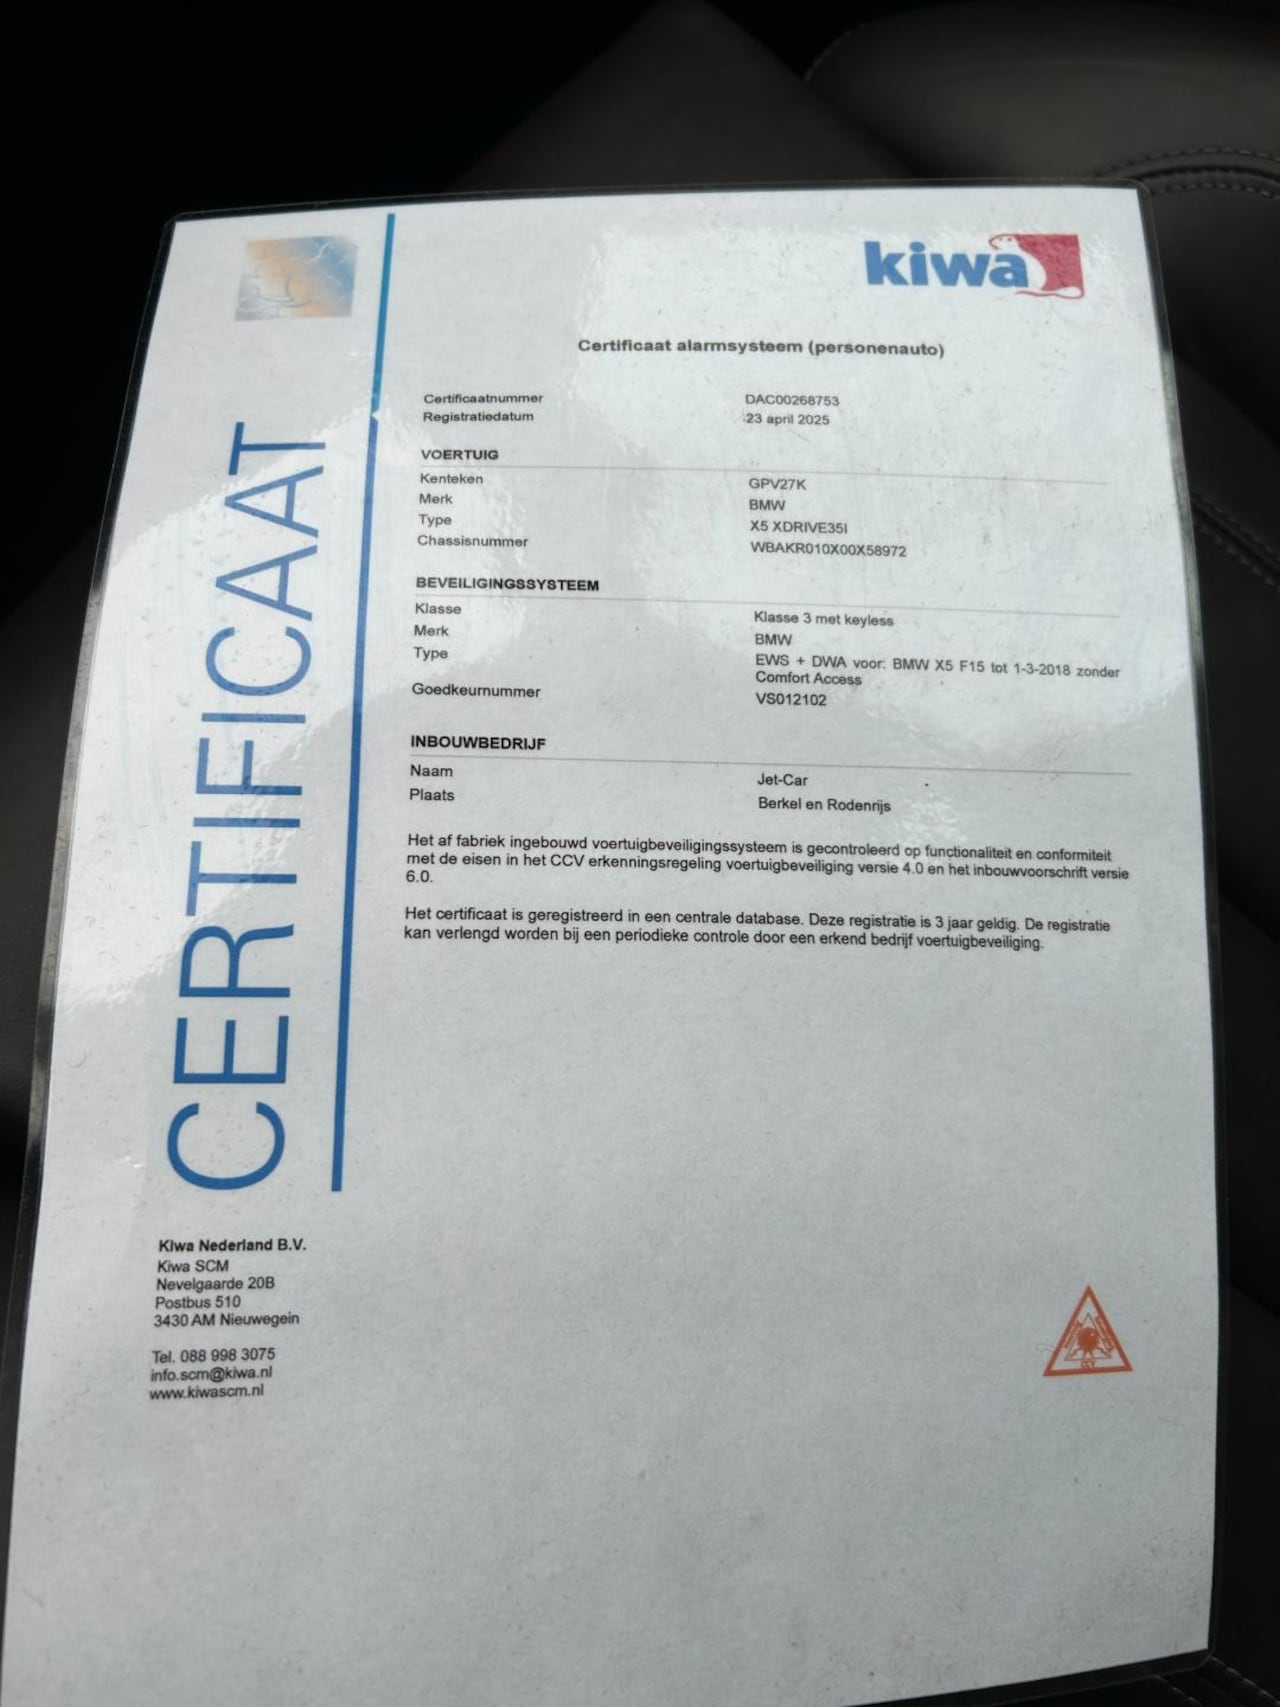 kiwa
Certificaat alarmsysteem (personenauto)
Certificaatnummer DAC00268753
Registratiedatum 23 april 2025
VOERTUIG
Kenteken GPV27K
Merk BMW
Type X5 XDRIVE35I
Chassisnummer WBAKR010X00X58972
BEVEILIGINGSSYSTEEM
Klasse Klasse 3 met keyless
Merk BMW
Type EWS + DWA voor: BMW X5 F15 tot 1-3-2018 zonder
Comfort Access
Goedkeurnummer VS012102
INBOUWBEDRIJF
Naam Jet-Car
Plaats Berkel en Rodenrijs
Het af fabriek ingebouwd voertuigbeveiligingssysteem is gecontroleerd op functionaliteit en conformiteit
met de eisen in het CCV erkenningsregeling voertuigbeveiliging versie 4.0 en het inbouwvoorschrift versie
6.0.
Het certificaat is geregistreerd in een centrale database. Deze registratie is 3 jaar geldig. De registratie
kan verlengd worden bij een periodieke controle door een erkend bedrijf voertuigbeveiliging.
CERTIFICAAT
Kiwa Nederland B.V.
Kiwa SCM
Nevelgaarde 20B
Postbus 510
3430 AM Nieuwegein
Tel. 088 998 3075
info.scm@kiwa.nl
www.kiwascm.nl
CCV